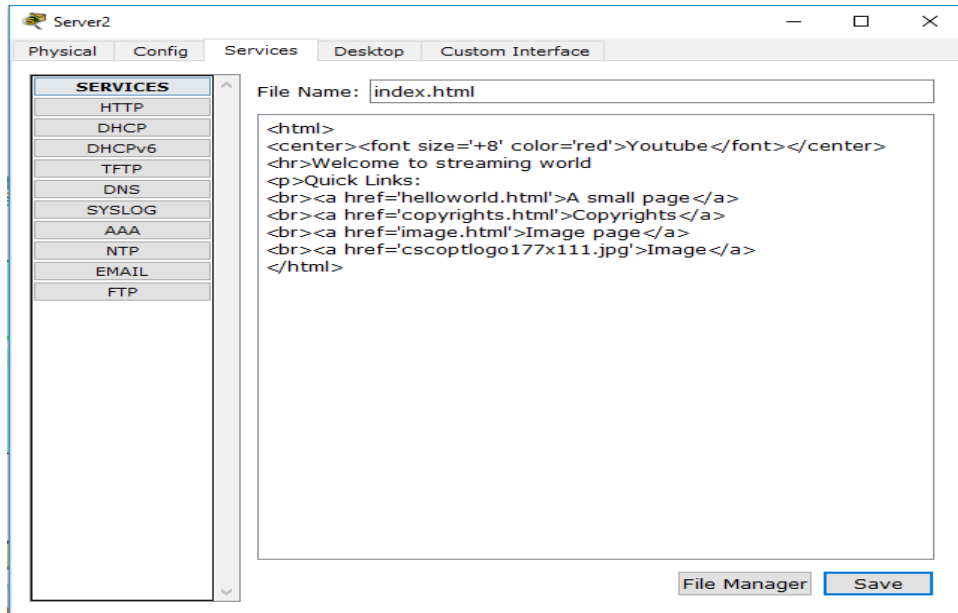 Server2
Physical Config Services Desktop Custom Interface
SERVICES
HTTP
DHCP
DHCPv6
TFTP
DNS
SYSLOG
AAA
NTP
EMAIL
FTP
File Name: index.html
<html>
<center><font size='+8' color='red'>Youtube</font></center>
<hr>Welcome to streaming world
<p>Quick Links:
<br><a href='helloworld.html'>A small page</a>
<br><a href='copyrights.html'>Copyrights</a>
<br><a href='image.html'>Image page</a>
<br><a href='cscoptlogo177x111.jpg'>Image</a>
</html>
File Manager Save